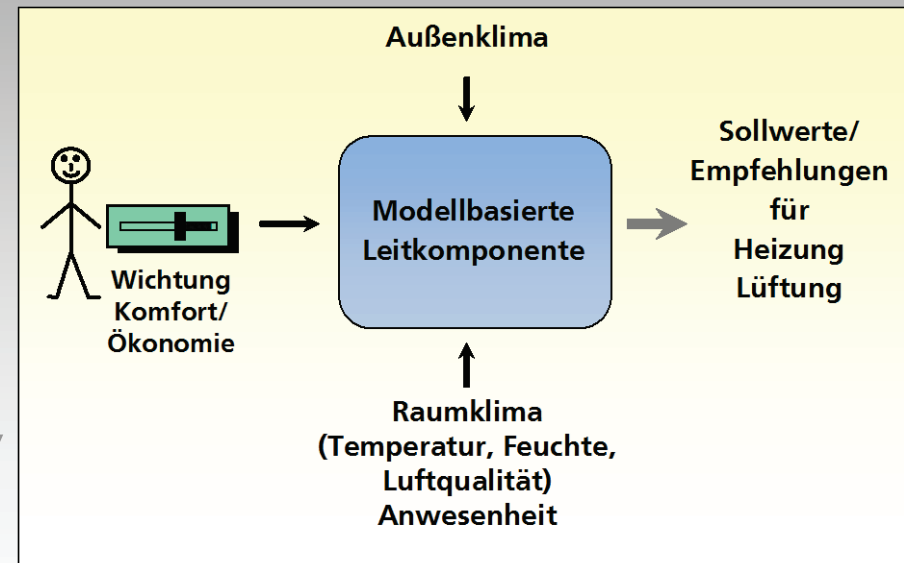 Außenklima
Wichtung
Komfort/
Ökonomie
Modellbasierte
Leitkomponente
Sollwerte/
Empfehlungen
für
Heizung
Lüftung
Raumklima
(Temperatur, Feuchte,
Luftqualität)
Anwesenheit